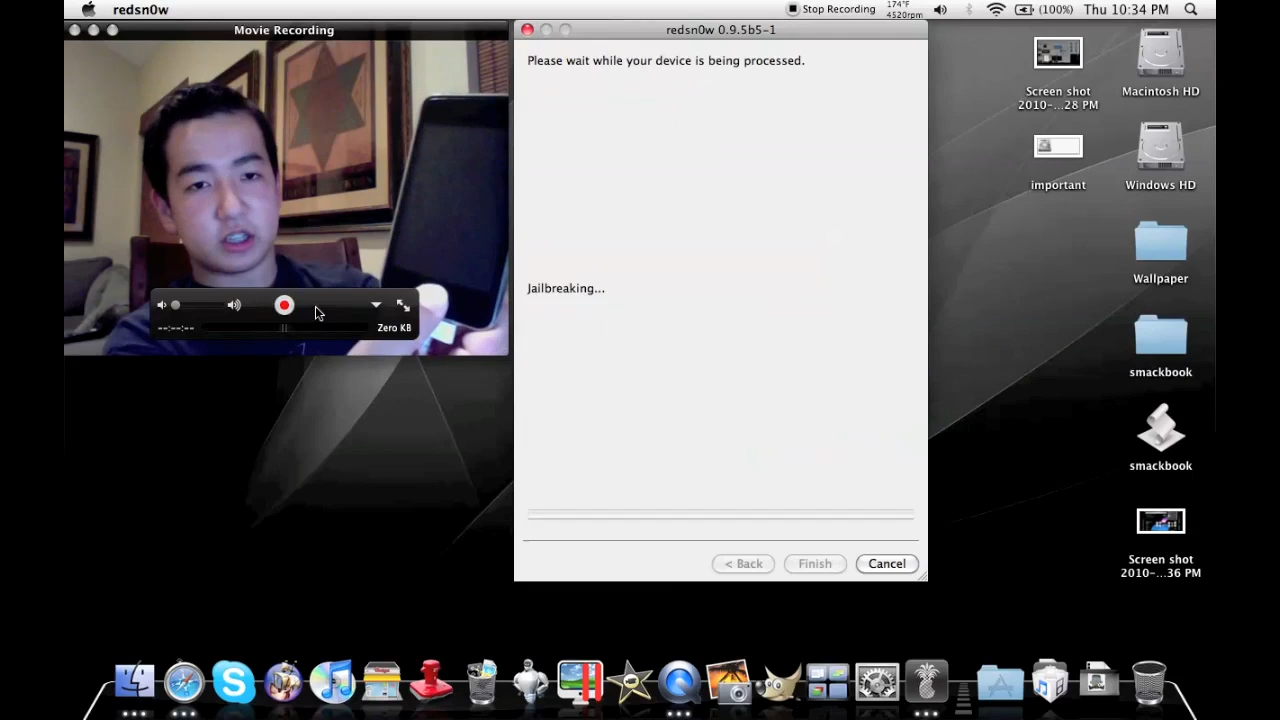 redsn0w
Stop Recording
174°F
4520rpm
(100%)
Thu 10:34 PM
Movie Recording
redsn0w 0.9.5b5-1
Please wait while your device is being processed.
Screen shot
2010-...28 PM
Macintosh HD
important
Windows HD
Wallpaper
Jailbreaking...
--:--:--
Zero KB
smackbook
smackbook
< Back
Finish
Cancel
Screen shot
2010-...36 PM